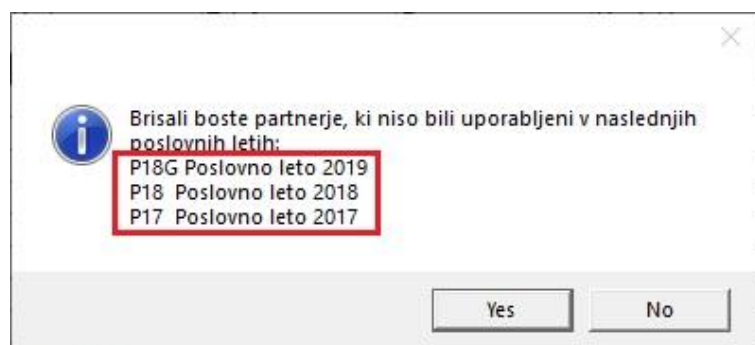 Brisali boste partnerje, ki niso bili uporabljeni v naslednjih
poslovnih letih:
P18G Poslovno leto 2019
P18  Poslovno leto 2018
P17  Poslovno leto 2017
Yes
No